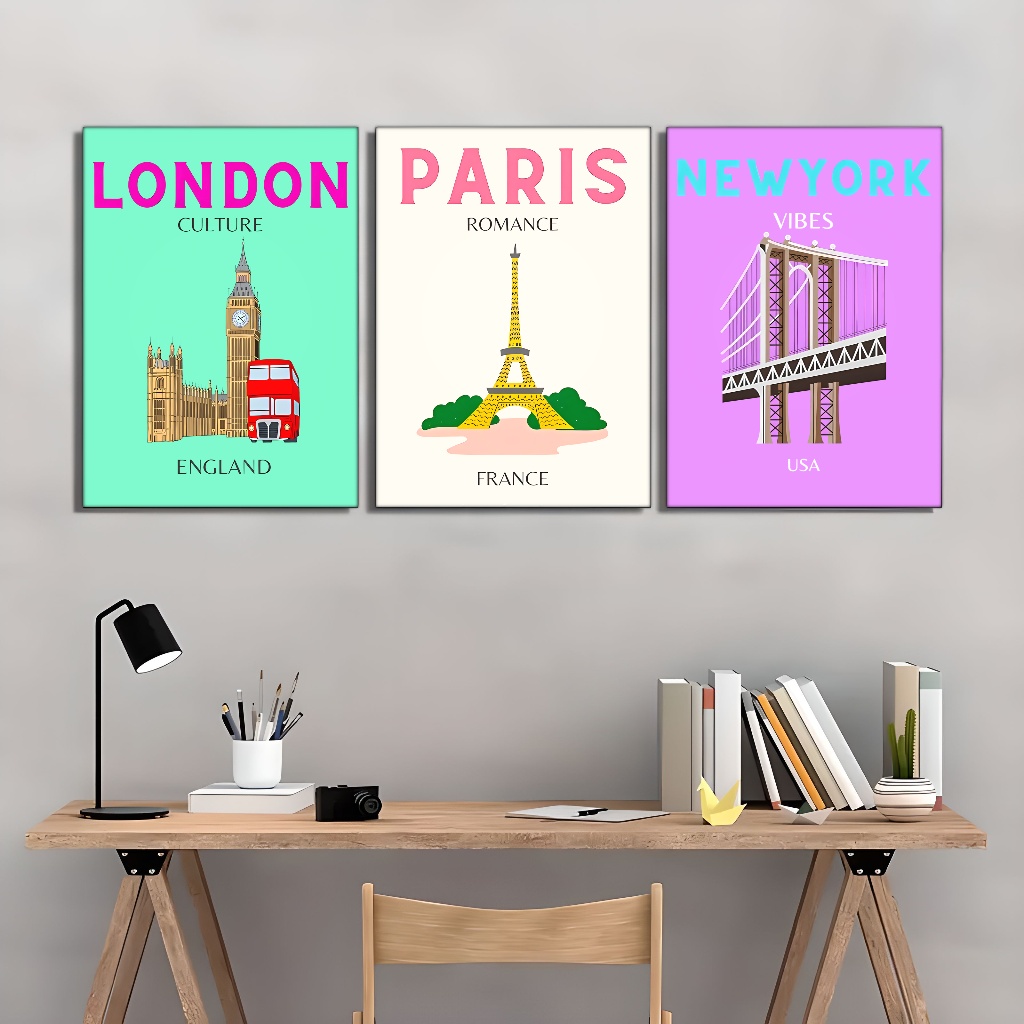 LONDON
CULTURE
ENGLAND
PARIS
ROMANCE
FRANCE
NEWYORK
VIBES
USA